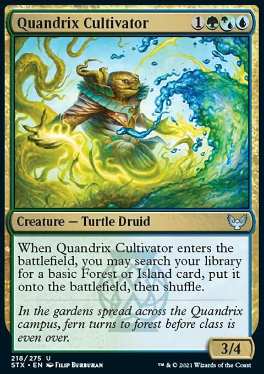 Quandrix Cultivator 1
Creature — Turtle Druid
When Quandrix Cultivator enters the
battlefield, you may search your library
for a basic Forest or Island card, put it
onto the battlefield, then shuffle.
In the gardens spread across the Quandrix
campus, fern turns to forest before class is
even over.
3/4
218/275 U
STX • EN Filip Burburan
™ & © 2021 Wizards of the Coast